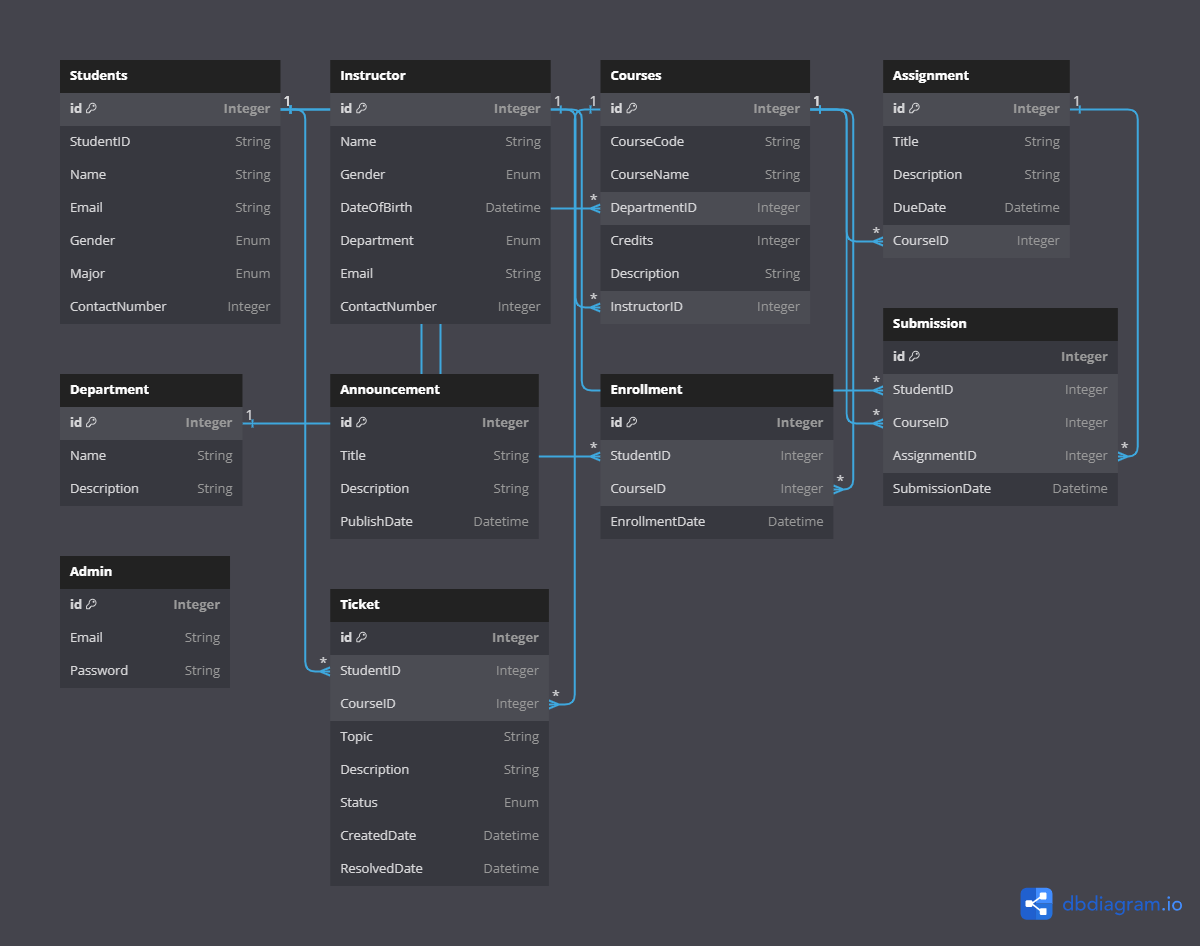 Students
id Integer
StudentID String
Name String
Email String
Gender Enum
Major Enum
ContactNumber Integer
Instructor
id Integer
Name String
Gender Enum
DateOfBirth Datetime
Department Enum
Email String
ContactNumber Integer
Courses
id Integer
CourseCode String
CourseName String
DepartmentID Integer
Credits Integer
Description String
InstructorID Integer
Assignment
id Integer
Title String
Description String
DueDate Datetime
CourseID Integer
Submission
id Integer
StudentID Integer
CourseID Integer
AssignmentID Integer
SubmissionDate Datetime
Department
id Integer
Name String
Description String
Announcement
id Integer
Title String
Description String
PublishDate Datetime
Enrollment
id Integer
StudentID Integer
CourseID Integer
EnrollmentDate Datetime
Admin
id Integer
Email String
Password String
Ticket
id Integer
StudentID Integer
CourseID Integer
Topic String
Description String
Status Enum
CreatedDate Datetime
ResolvedDate Datetime
1
1
1
1
1
1
*
*
*
*
*
*
*
*
*
*
dbdiagram.io